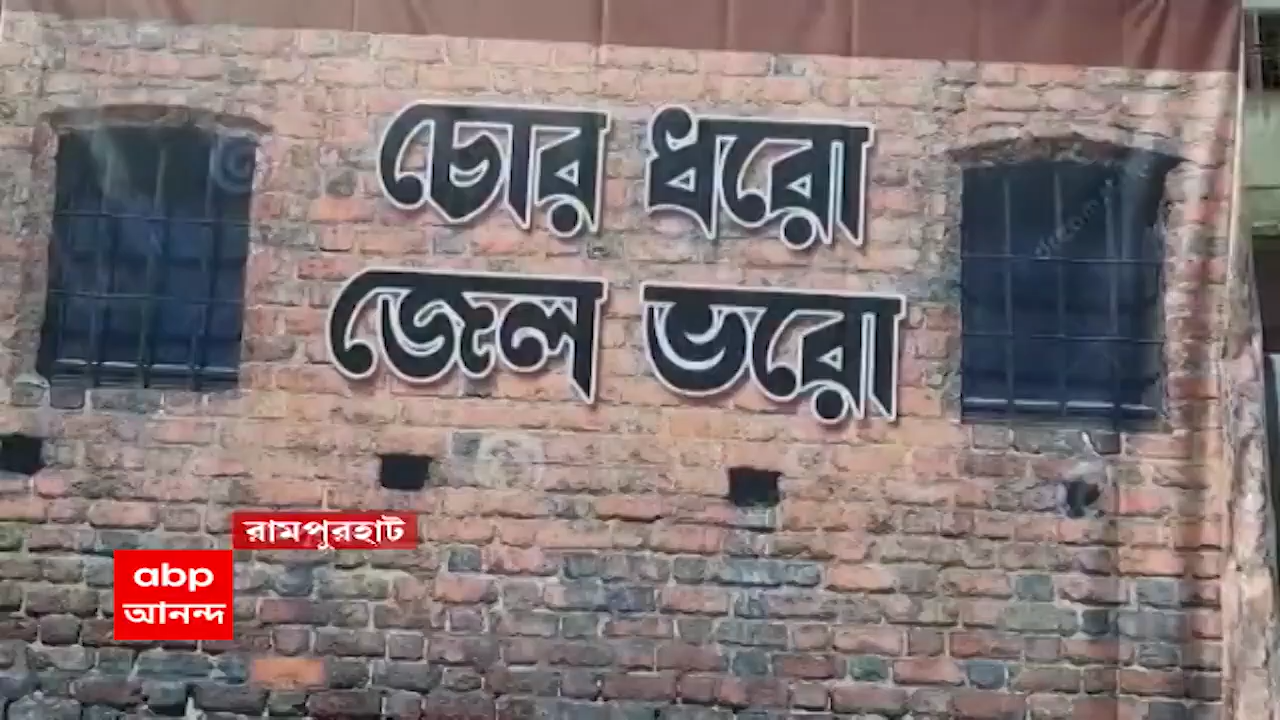 চোর ধরো
জেল ভরো
রামপুরহাট
abp
আনন্দ